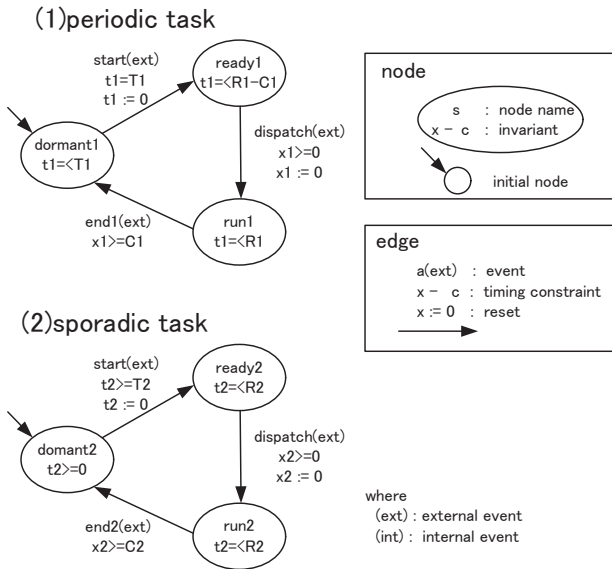 (1)periodic task
start(ext)
t1=T1
t1 := 0
ready1
t1=<R1-C1
dormant1
t1=<T1
dispatch(ext)
x1>=0
x1 := 0
end1(ext)
x1>=C1
run1
t1=<R1
(2)sporadic task
start(ext)
t2>=T2
t2 := 0
ready2
t2=<R2
domant2
t2>=0
dispatch(ext)
x2>=0
x2 := 0
end2(ext)
x2>=C2
run2
t2=<R2
node
s : node name
x - c : invariant
initial node
edge
a(ext) : event
x - c : timing constraint
x := 0 : reset
where
(ext) : external event
(int) : internal event